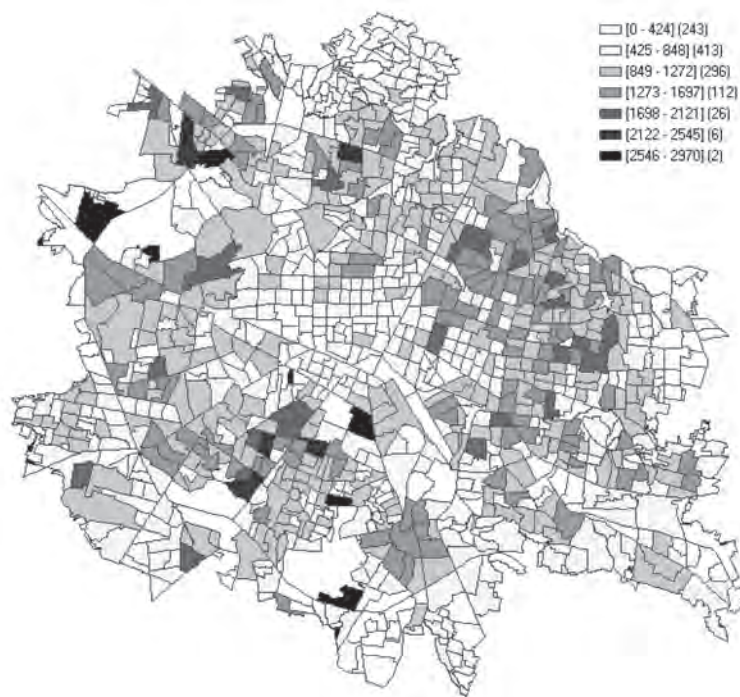 [0 - 424] (243)
[425 - 848] (413)
[849 - 1272] (296)
[1273 - 1697] (112)
[1698 - 2121] (26)
[2122 - 2545] (6)
[2546 - 2970] (2)